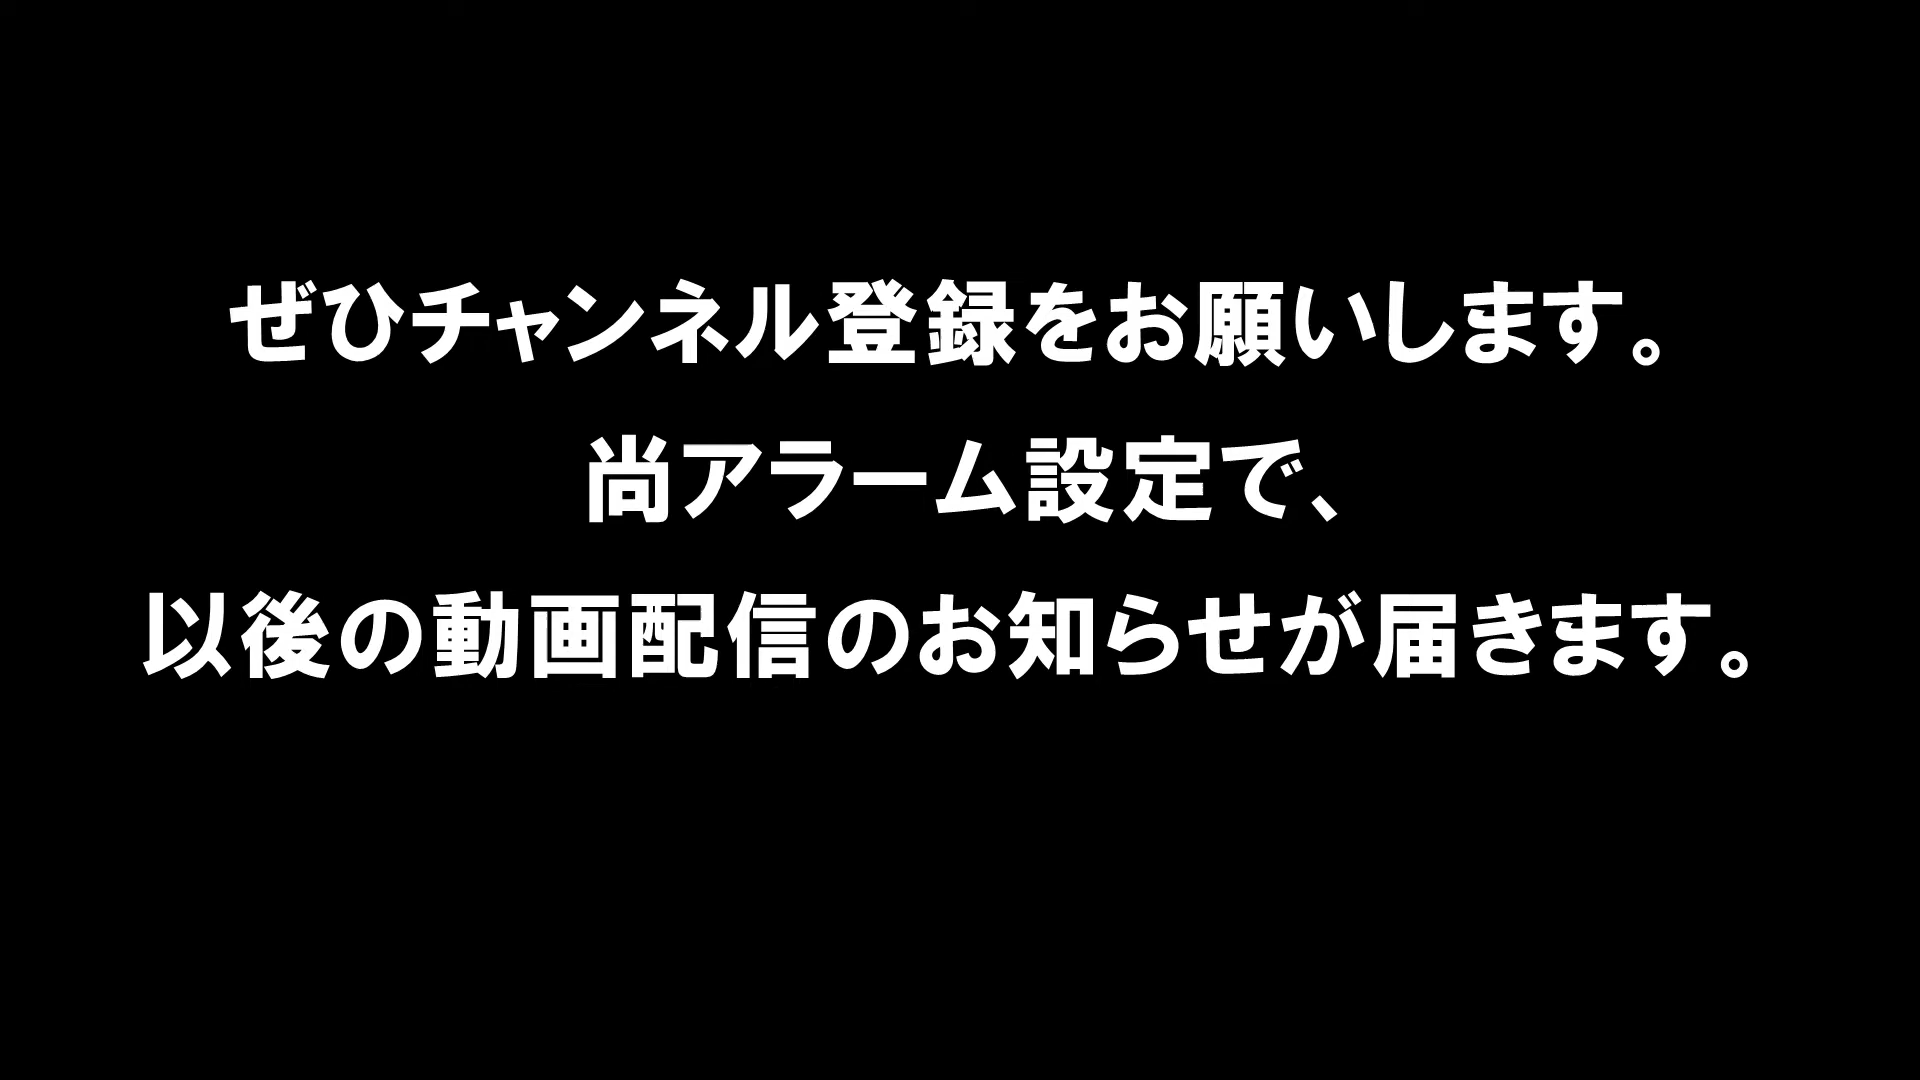 ぜひチャンネル登録をお願いします。
尚アラーム設定で、
以後の動画配信のお知らせが届きます。